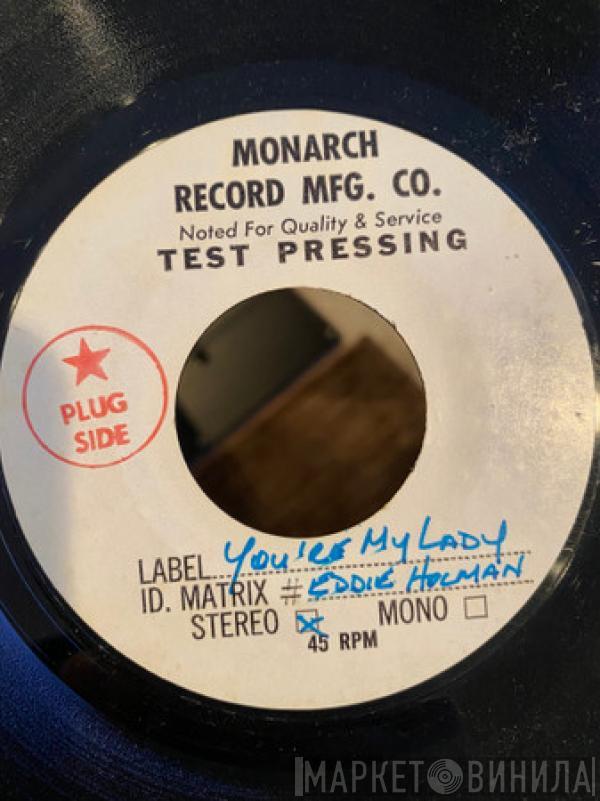 MONARCH
RECORD MFG. CO.
Noted For Quality & Service
TEST PRESSING
PLUG
SIDE
LABEL You're My Lady
ID. MATRIX # EDDIE HOLMAN
STEREO MONO
45 RPM
МАРКЕТ ВИНИЛА